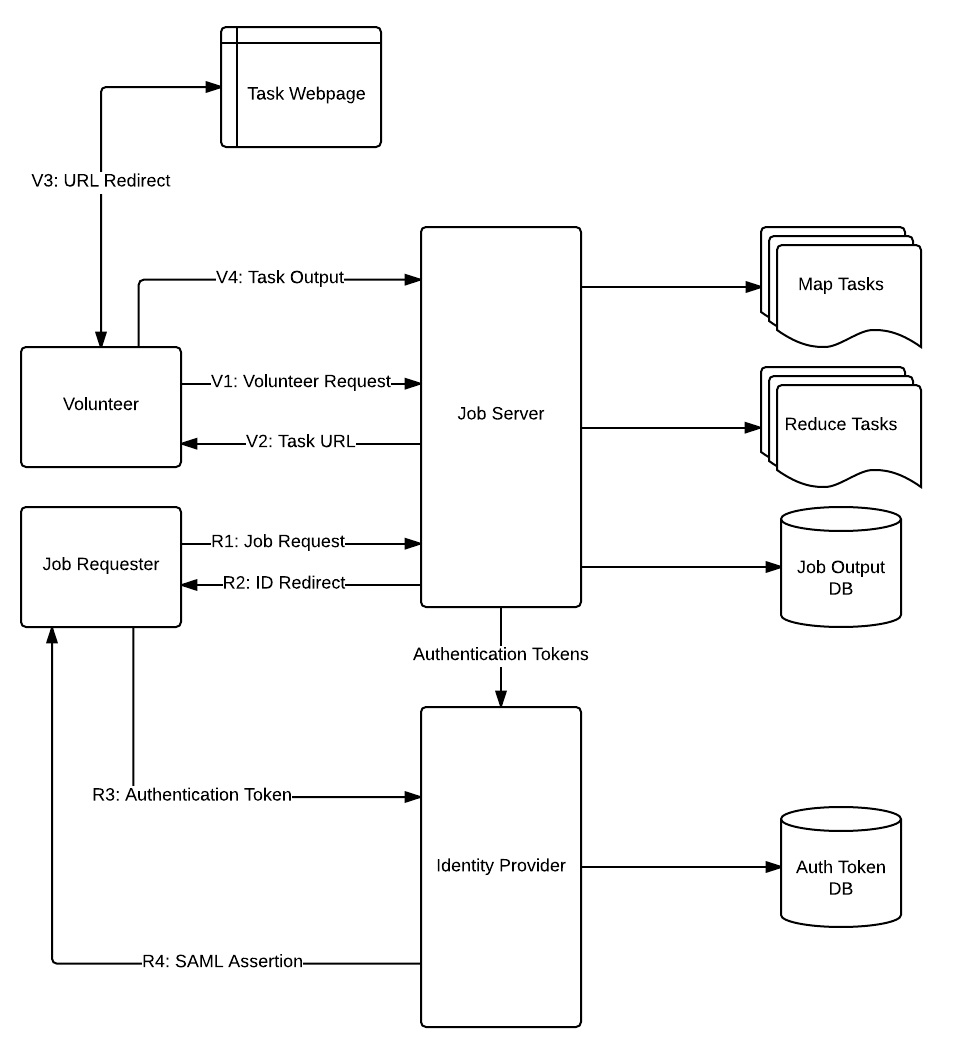 Task Webpage
V3: URL Redirect
V4: Task Output
Map Tasks
V1: Volunteer Request
Volunteer
Job Server
Reduce Tasks
V2: Task URL
R1: Job Request
Job Requester
R2: ID Redirect
Job Output
DB
Authentication Tokens
R3: Authentication Token
Identity Provider
Auth Token
DB
R4: SAML Assertion